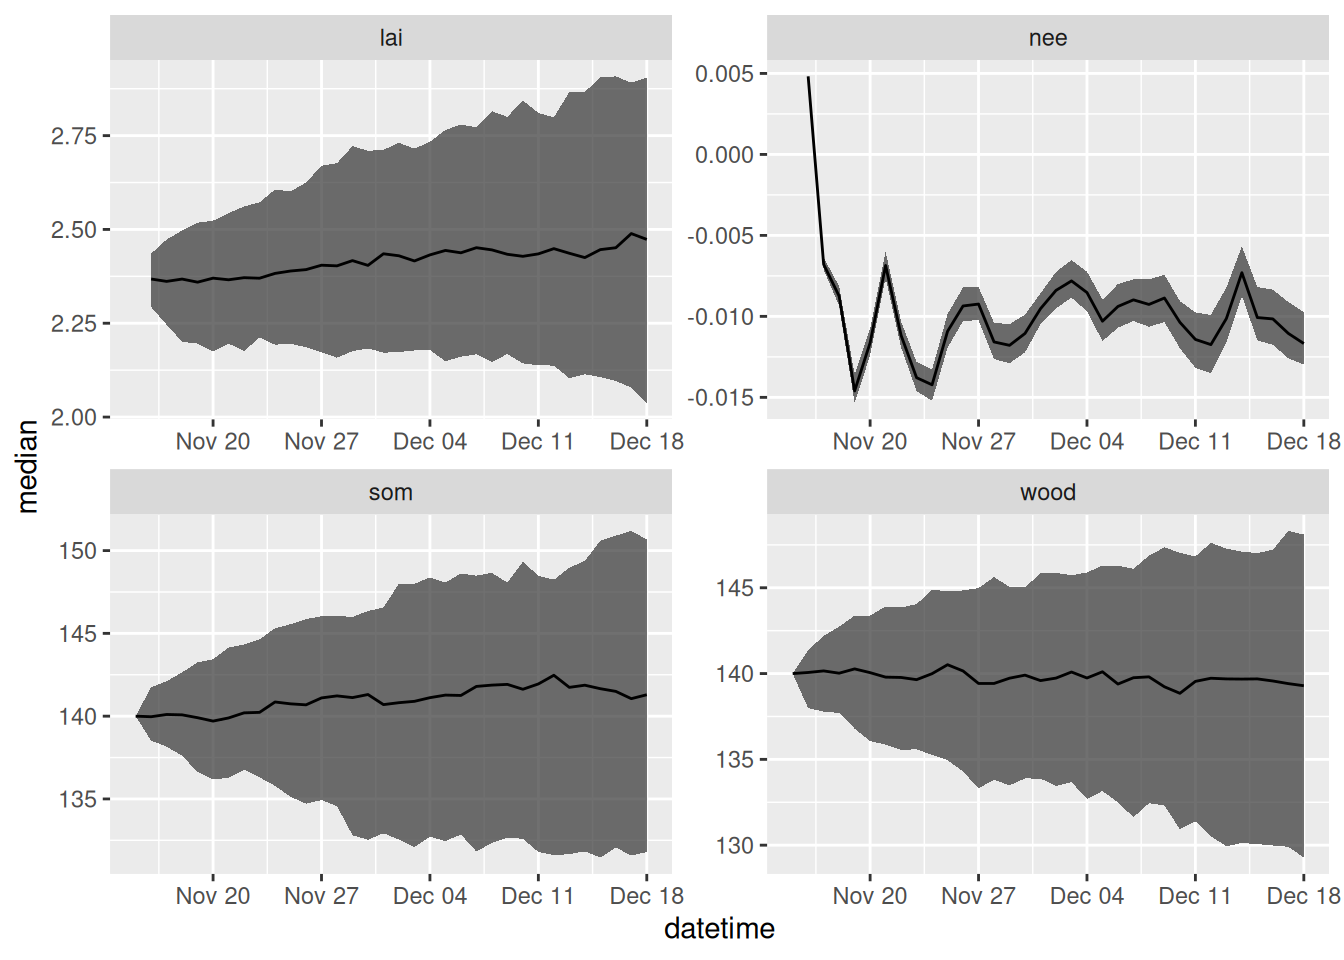 lai
nee
2.75
2.50
2.25
2.00
0.005
0.000
-0.005
-0.010
-0.015
Nov 20 Nov 27 Dec 04 Dec 11 Dec 18
Nov 20 Nov 27 Dec 04 Dec 11 Dec 18
median
som
wood
150
145
140
135
145
140
135
130
Nov 20 Nov 27 Dec 04 Dec 11 Dec 18
Nov 20 Nov 27 Dec 04 Dec 11 Dec 18
datetime